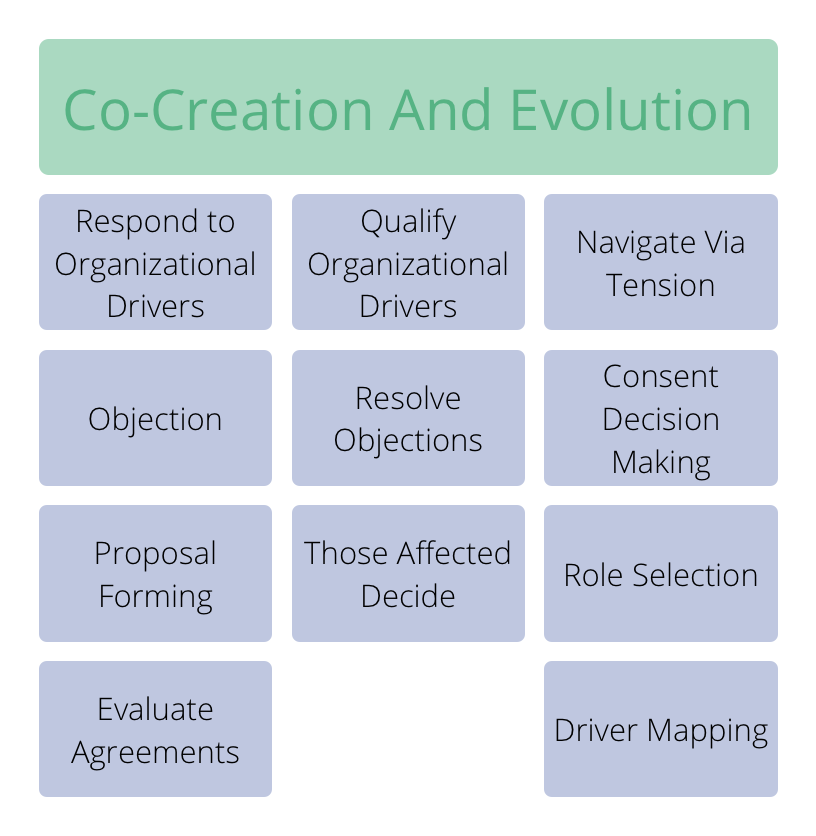 Co-Creation And Evolution
Respond to
Organizational
Drivers
Qualify
Organizational
Drivers
Navigate Via
Tension
Objection
Resolve
Objections
Consent
Decision
Making
Proposal
Forming
Those Affected
Decide
Role Selection
Evaluate
Agreements
Driver Mapping